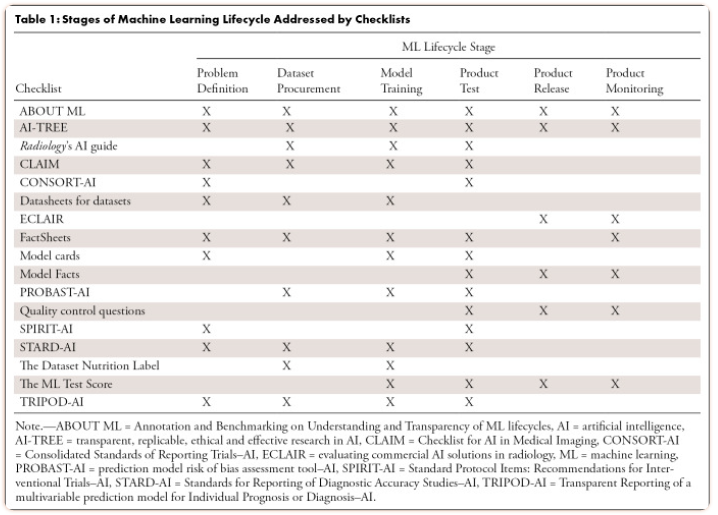 Table 1: Stages of Machine Learning Lifecycle Addressed by Checklists
ML Lifecycle Stage
Checklist Problem Definition Dataset Procurement Model Training Product Test Product Release Product Monitoring
ABOUT ML X X X X X X
AI-TREE X X X X X X
Radiology's AI guide X X X
CLAIM X X X X
CONSORT-AI X X
Datasheets for datasets X X X
ECLAIR X X
FactSheets X X X X X
Model cards X X X
Model Facts X X X
PROBAST-AI X X X
Quality control questions X X X
SPIRIT-AI X X
STARD-AI X X X X
The Dataset Nutrition Label X X
The ML Test Score X X X X
TRIPOD-AI X X X X
Note.—ABOUT ML = Annotation and Benchmarking on Understanding and Transparency of ML lifecycles, AI = artificial intelligence,
AI-TREE = transparent, replicable, ethical and effective research in AI, CLAIM = Checklist for AI in Medical Imaging, CONSORT-AI
= Consolidated Standards of Reporting Trials–AI, ECLAIR = evaluating commercial AI solutions in radiology, ML = machine learning,
PROBAST-AI = prediction model risk of bias assessment tool–AI, SPIRIT-AI = Standard Protocol Items: Recommendations for Inter-
ventional Trials–AI, STARD-AI = Standards for Reporting of Diagnostic Accuracy Studies–AI, TRIPOD-AI = Transparent Reporting of a
multivariable prediction model for Individual Prognosis or Diagnosis–AI.